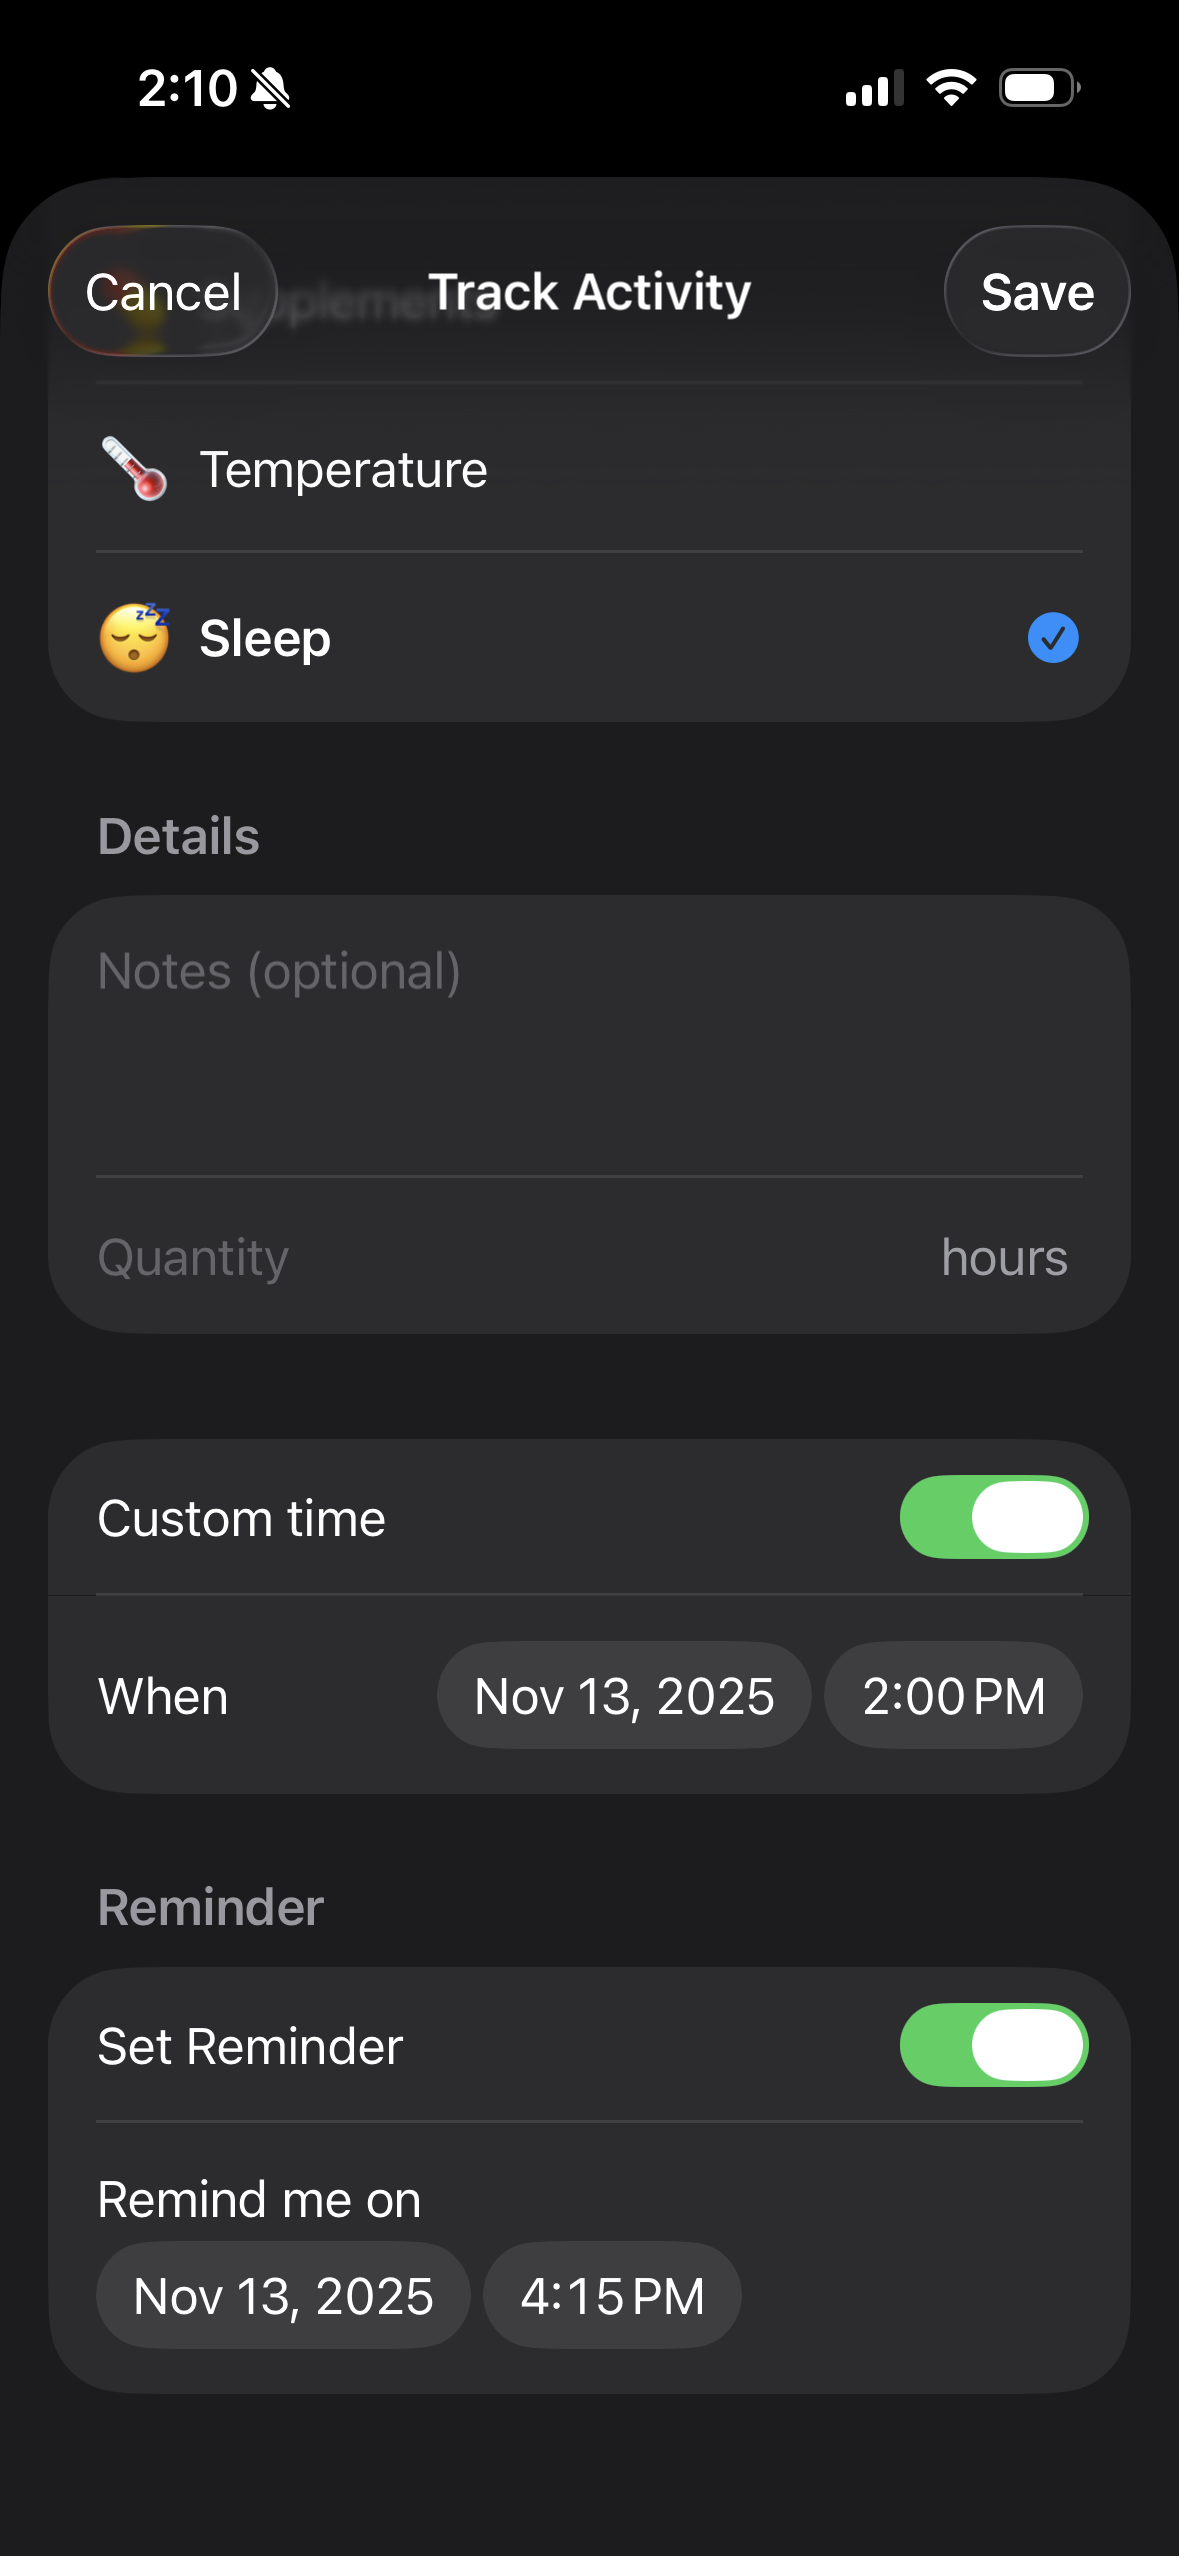 2:10
Cancel
Track Activity
Save
Temperature
Sleep
Details
Notes (optional)
Quantity
hours
Custom time
When
Nov 13, 2025
2:00 PM
Reminder
Set Reminder
Remind me on
Nov 13, 2025
4:15 PM